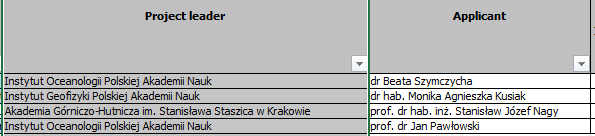 Project leader Applicant
Instytut Oceanologii Polskiej Akademii Nauk dr Beata Szymczycha
Instytut Geofizyki Polskiej Akademii Nauk dr hab. Monika Agnieszka Kusiak
Akademia Górniczo-Hutnicza im. Stanisława Staszica w Krakowie prof. dr hab. inż. Stanisław Józef Nagy
Instytut Oceanologii Polskiej Akademii Nauk prof. dr Jan Pawłowski